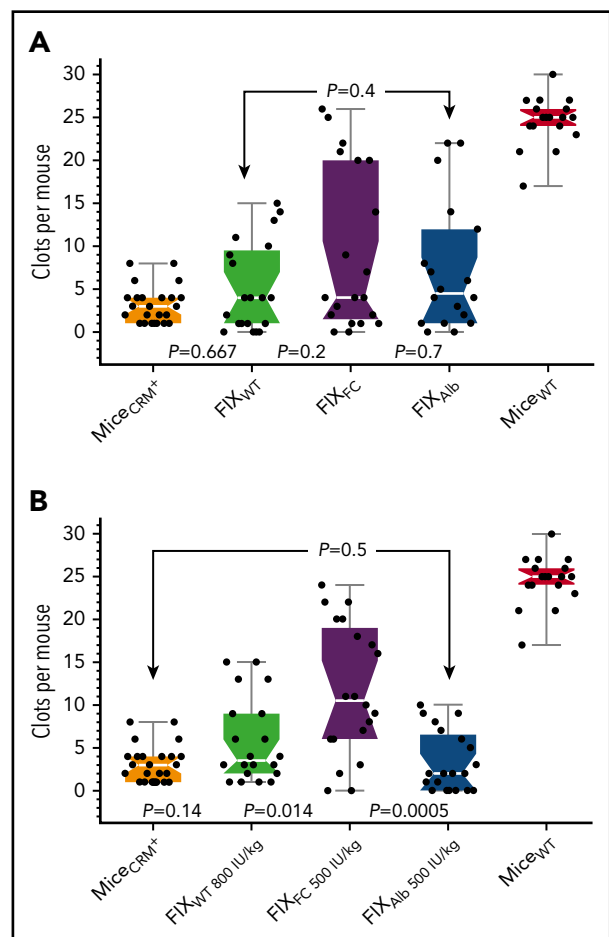 A
30
25
20
15
10
5
0
Clots per mouse
P=0.4
P=0.667 P=0.2 P=0.7
MiceCRM+ FIXWT FIXFC FIXAlb MiceWT
B
30
25
20
15
10
5
0
Clots per mouse
P=0.5
P=0.14 P=0.014 P=0.0005
MiceCRM+ FIXWT 800 IU/kg FIXFC 500 IU/kg FIXAlb 500 IU/kg MiceWT